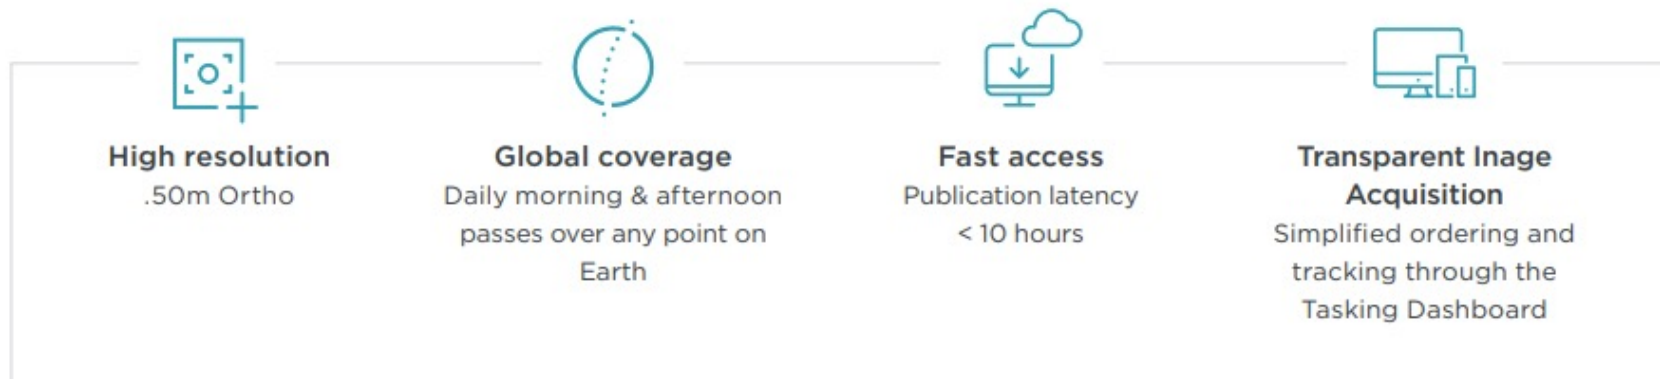 High resolution
.50m Ortho
Global coverage
Daily morning & afternoon
passes over any point on
Earth
Fast access
Publication latency
< 10 hours
Transparent Inage
Acquisition
Simplified ordering and
tracking through the
Tasking Dashboard